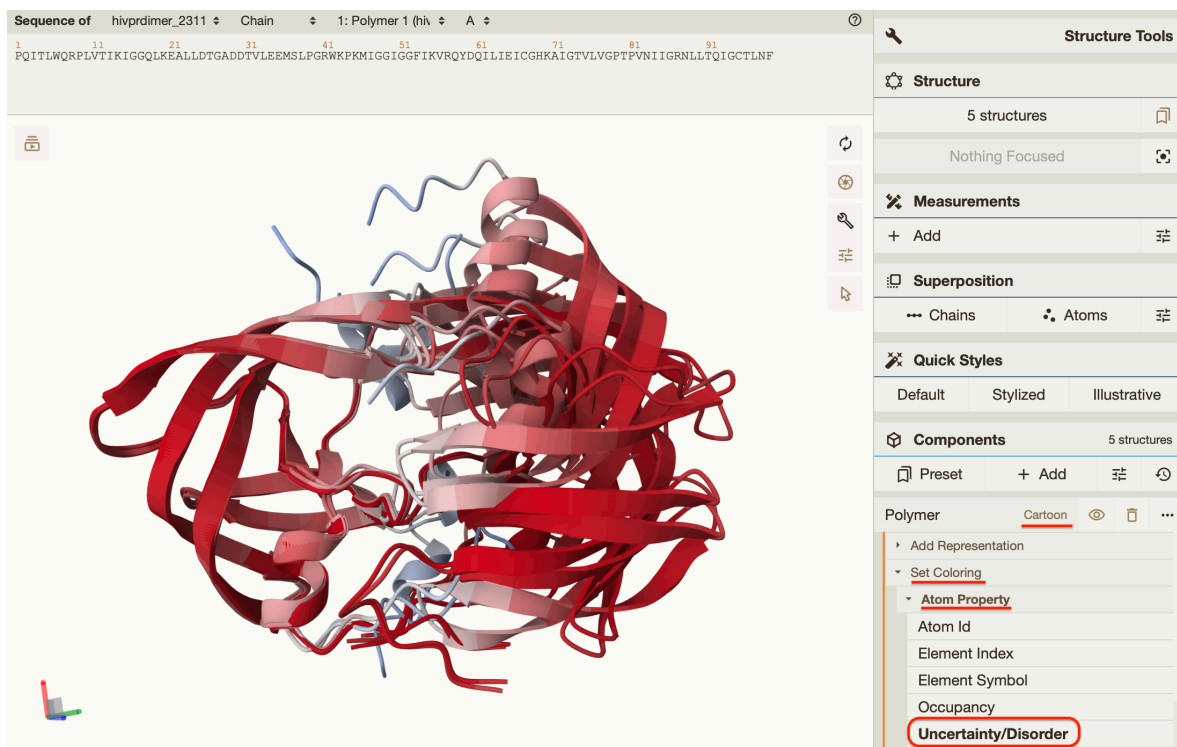 Sequence of hivprdimer_2311 Chain 1: Polymer 1 (hiv A
1 11 21 31 41 51 61 71 81 91
PQITLWQRPLVTIKIGGQLKEALLDTGADDTVLEEMSLPGRWKPKMIGGIGGFIKVRQYDQILIEICGHKAIGTVLVGPTPVNIIGRNLLTQIGCTLNF
Structure Tools
Structure
5 structures
Nothing Focused
Measurements
+ Add
Superposition
Chains Atoms
Quick Styles
Default Stylized Illustrative
Components 5 structures
Preset + Add
Polymer Cartoon
Add Representation
Set Coloring
Atom Property
Atom Id
Element Index
Element Symbol
Occupancy
Uncertainty/Disorder